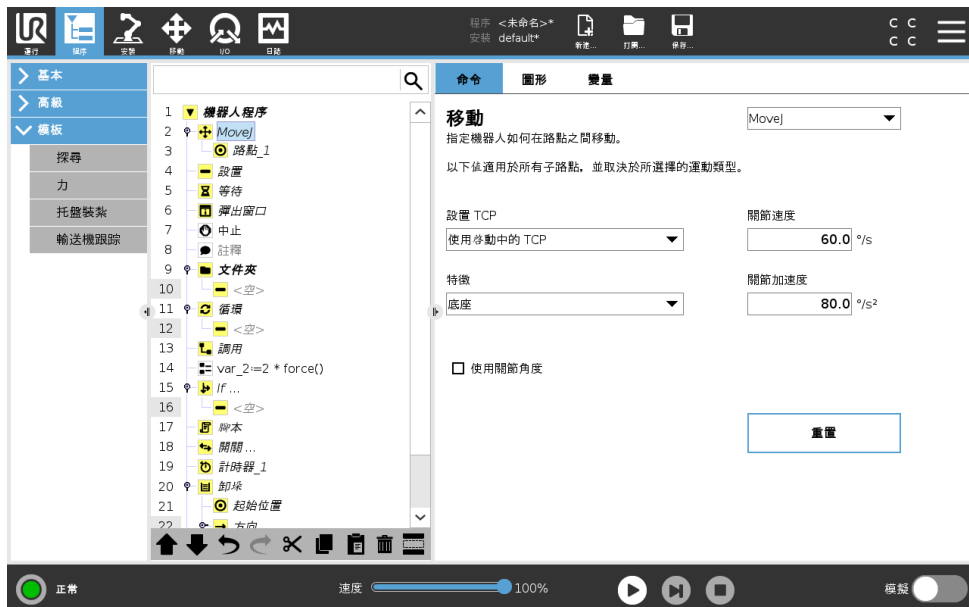 UR
程序 <未命名>*
安裝 default*
運行 程序 安裝 移動 I/O 日誌 新建... 打開... 保存...
C C
C C
基本
高級
模板
探尋
力
托盤裝紮
輸送機跟踪
1 機器人程序
2 MoveJ
3 路點_1
4 設置
5 等待
6 彈出窗口
7 中止
8 註釋
9 文件夾
10 <空>
11 循環
12 <空>
13 調用
14 var_2:=2 * force()
15 If ...
16 <空>
17 腳本
18 開關 ...
19 計時器_1
20 卸垛
21 起始位置
22 方向
命令 圖形 變量
移動
MoveJ
指定機器人如何在路點之間移動。
以下值適用於所有子路點，並取決於所選擇的運動類型。
設置 TCP 關節速度
使用啓動中的 TCP 60.0 °/s
特徵 關節加速度
底座 80.0 °/s²
使用關節角度
重置
正常 速度 100% 模擬